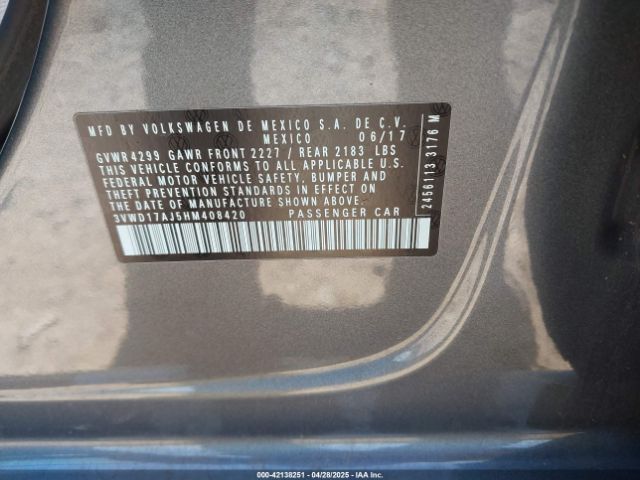 MFD BY VOLKSWAGEN DE MEXICO S.A. DE C.V.
MEXICO 06/17
GVWR 4299 GAWR FRONT 2227 / REAR 2183 LBS
THIS VEHICLE CONFORMS TO ALL APPLICABLE U.S.
FEDERAL MOTOR VEHICLE SAFETY, BUMPER AND
THEFT PREVENTION STANDARDS IN EFFECT ON
THE DATE OF MANUFACTURE SHOWN ABOVE.
3VWD17AJ5HM408420 PASSENGER CAR
2456113 3176 M
000-42138251 - 04/28/2025 - IAA Inc.